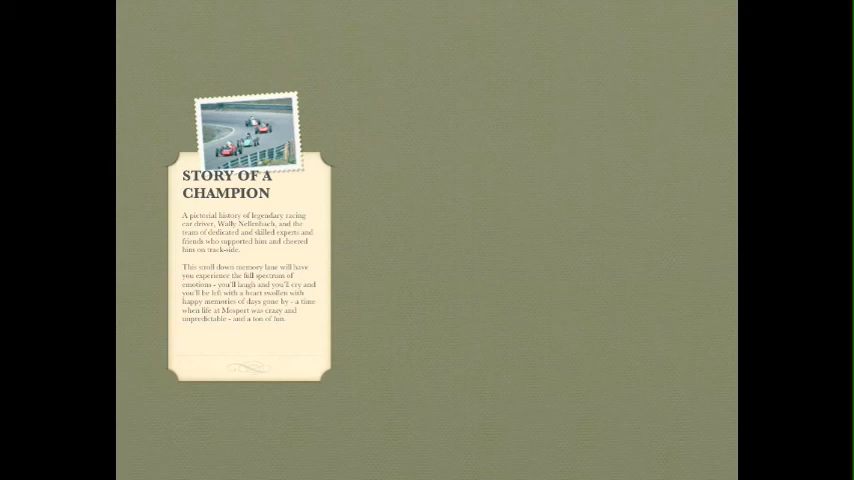 STORY OF A
CHAMPION
A pictorial history of legendary racing
car driver, Wally Nellenbach, and the
team of dedicated and skilled experts and
friends who supported him and cheered
him on track-side.
This stroll down memory lane will have
you experience the full spectrum of
emotions - you'll laugh and you'll cry and
you'll be left with a heart swollen with
happy memories of days gone by - a time
when life at Mosport was crazy and
unpredictable - and a ton of fun.